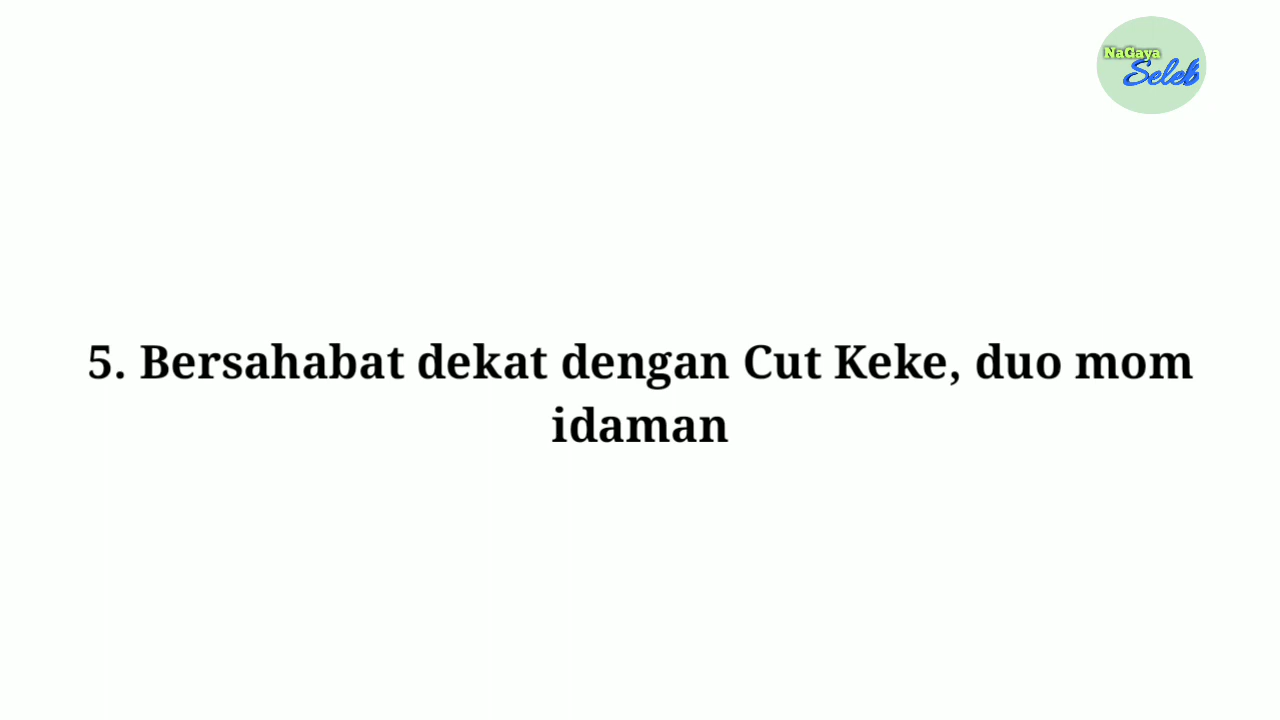 NaGaya
Seleb
5. Bersahabat dekat dengan Cut Keke, duo mom
idaman